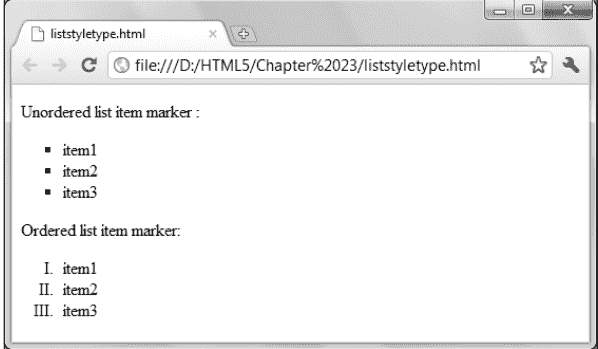 liststyletype.html
file:///D:/HTML5/Chapter%2023/liststyletype.html
Unordered list item marker :
▪ item1
▪ item2
▪ item3
Ordered list item marker:
I. item1
II. item2
III. item3